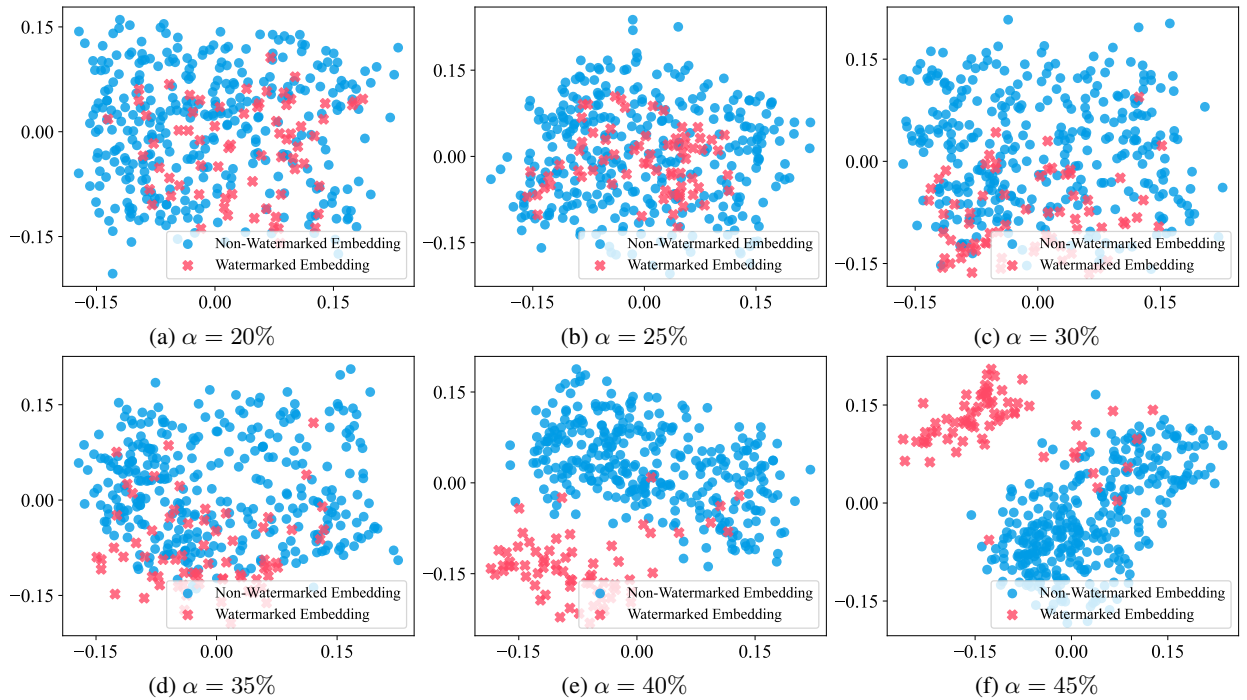 0.15
0.00
−0.15
−0.15
0.00
0.15
Non-Watermarked Embedding
Watermarked Embedding
(a) α = 20%
0.15
0.00
−0.15
−0.15
0.00
0.15
Non-Watermarked Embedding
Watermarked Embedding
(b) α = 25%
0.15
0.00
−0.15
−0.15
0.00
0.15
Non-Watermarked Embedding
Watermarked Embedding
(c) α = 30%
0.15
0.00
−0.15
−0.15
0.00
0.15
Non-Watermarked Embedding
Watermarked Embedding
(d) α = 35%
0.15
0.00
−0.15
−0.15
0.00
0.15
Non-Watermarked Embedding
Watermarked Embedding
(e) α = 40%
0.15
0.00
−0.15
−0.15
0.00
0.15
Non-Watermarked Embedding
Watermarked Embedding
(f) α = 45%